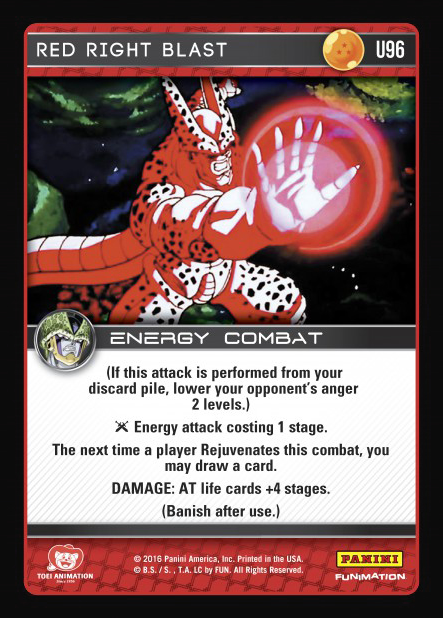 RED RIGHT BLAST
U96
ENERGY COMBAT
(If this attack is performed from your
discard pile, lower your opponent's anger
2 levels.)
Energy attack costing 1 stage.
The next time a player Rejuvenates this combat, you
may draw a card.
DAMAGE: AT life cards +4 stages.
(Banish after use.)
TOEI ANIMATION
Since 1956
© 2016 Panini America, Inc. Printed in the USA.
© B.S. / S. , T.A. LC by FUN. All Rights Reserved.
PANINI
FUNIMATION